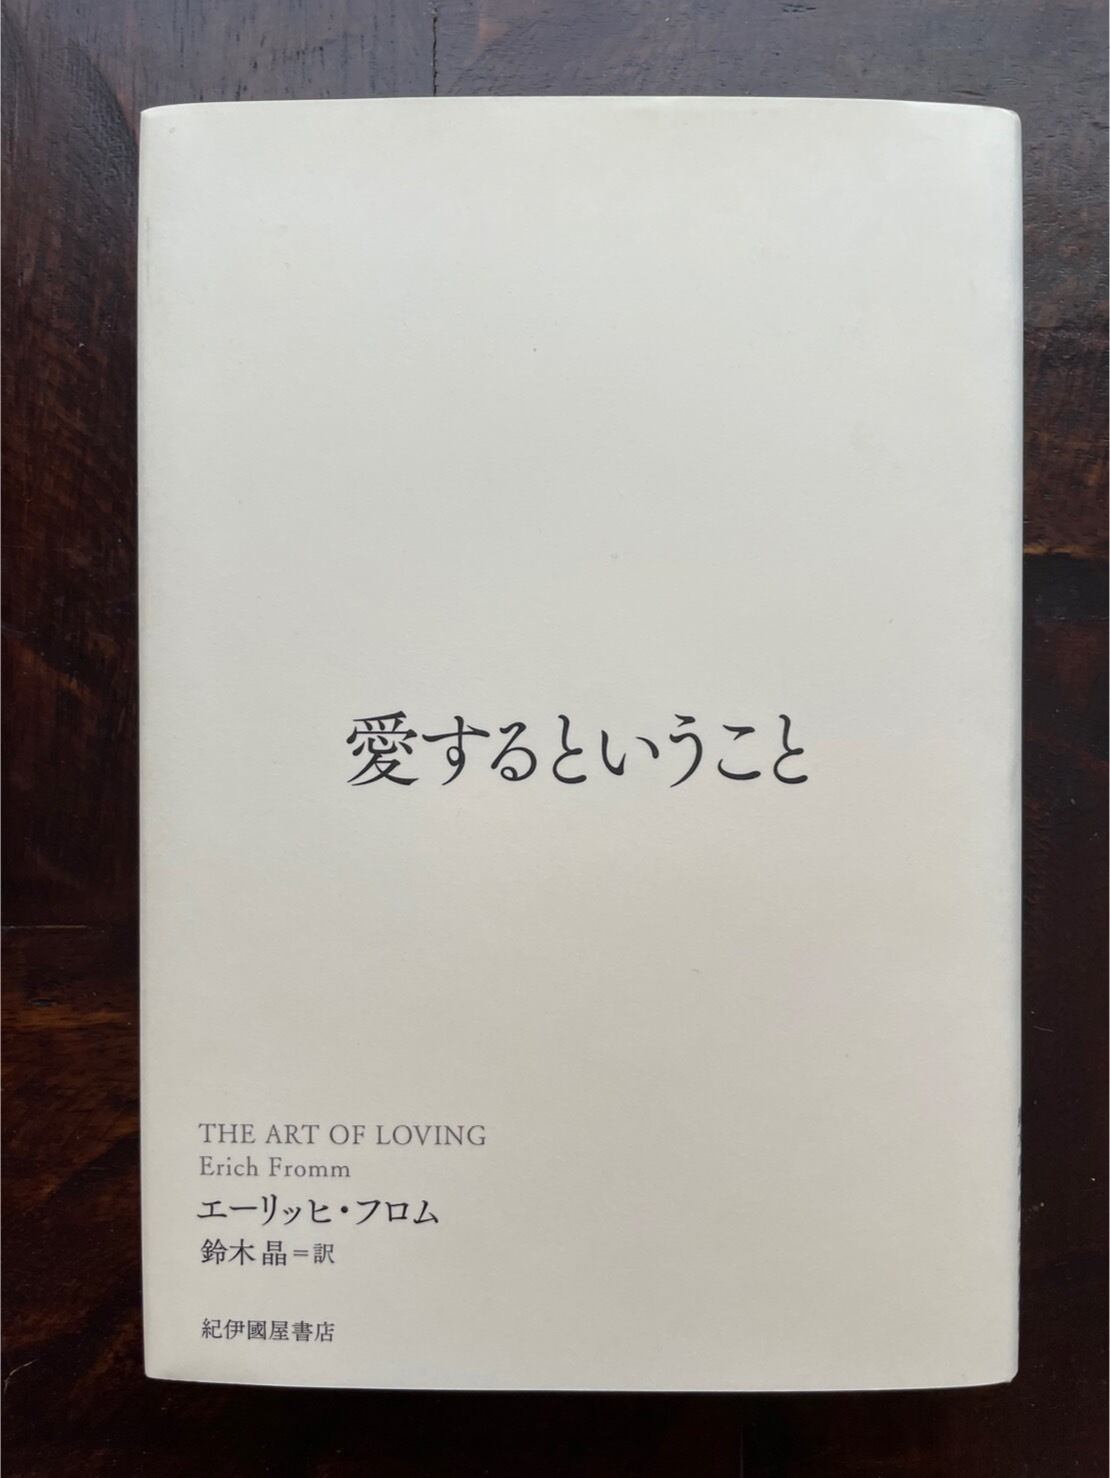 愛するということ
THE ART OF LOVING
Erich Fromm
エーリッヒ・フロム
鈴木 晶=訳
紀伊國屋書店